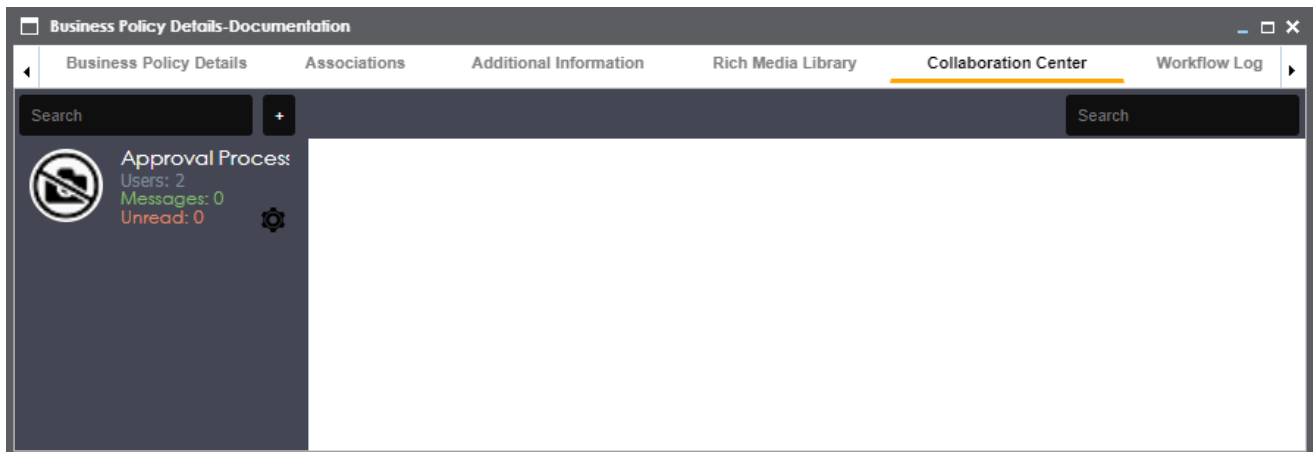 Business Policy Details-Documentation
Business Policy Details Associations Additional Information Rich Media Library Collaboration Center Workflow Log
Search + Search
Approval Process
Users: 2
Messages: 0
Unread: 0